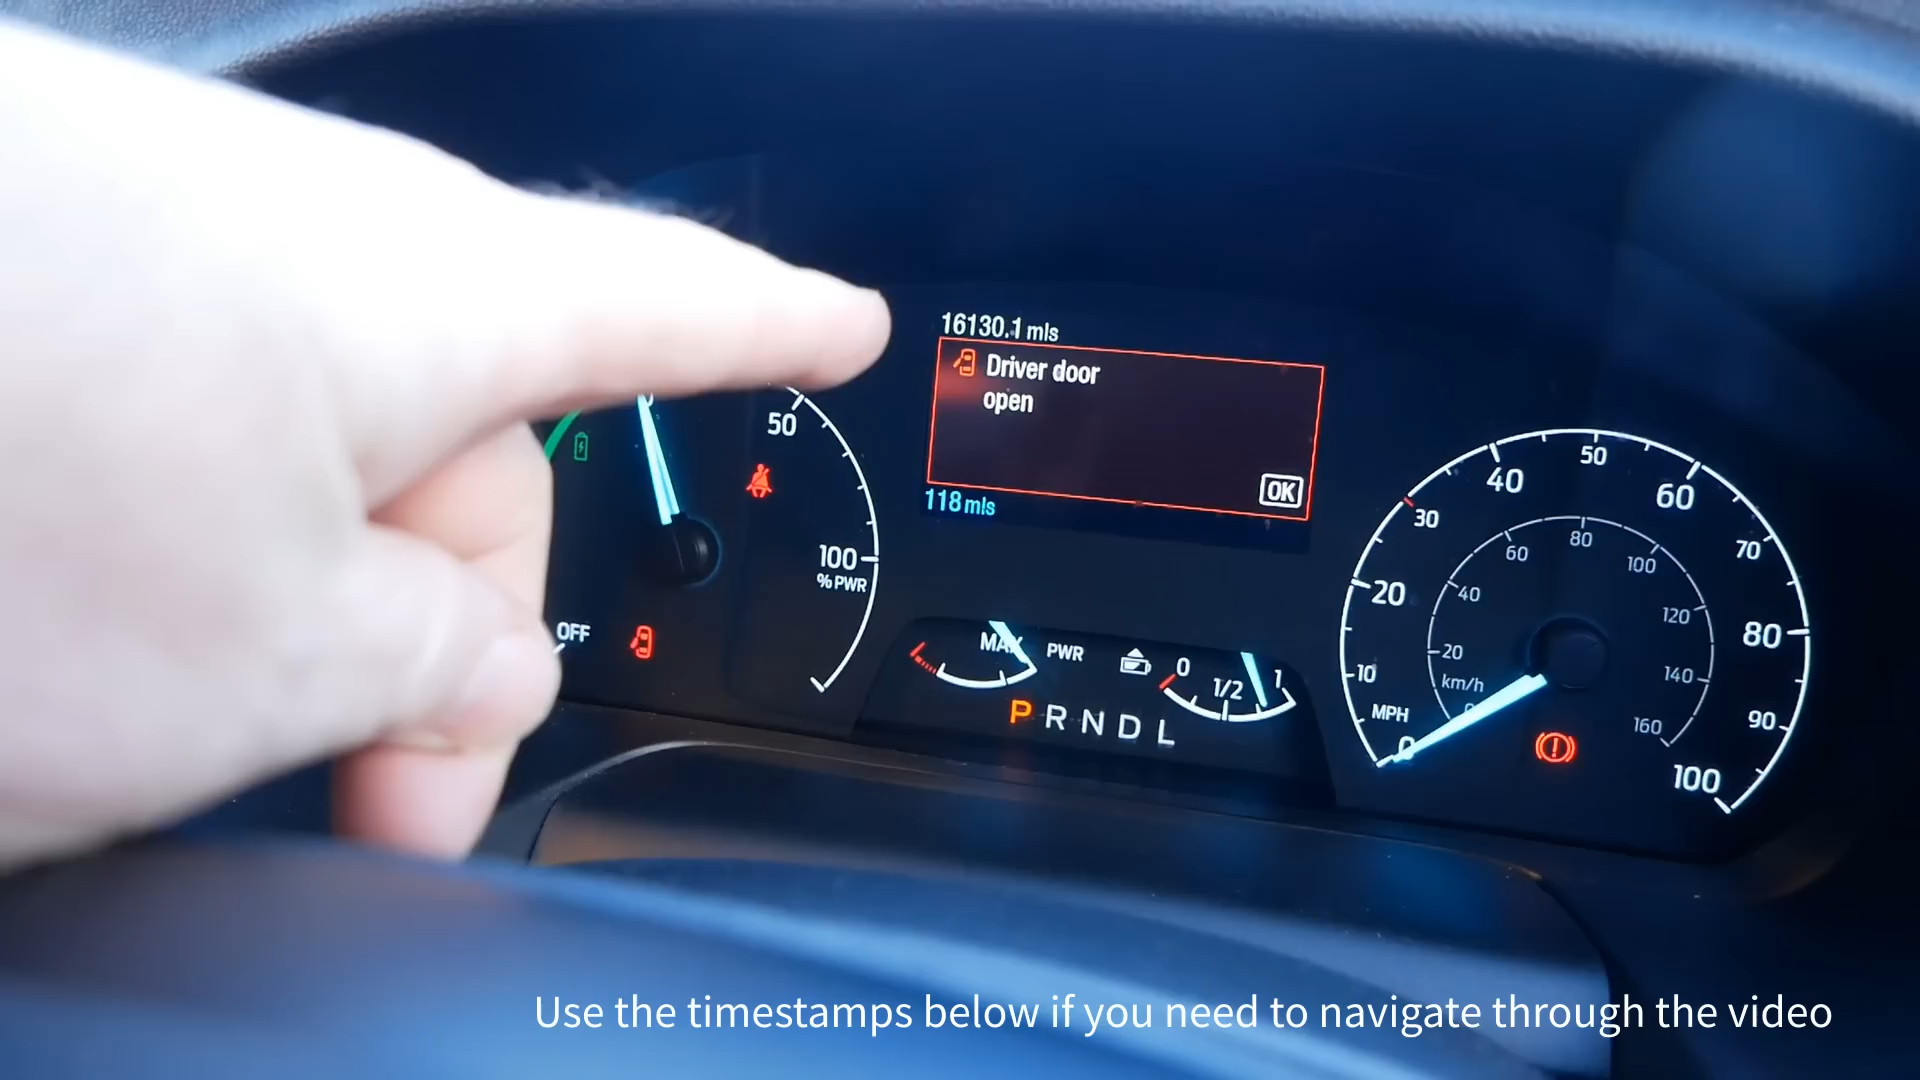 16130.1 mls
Driver door
open
OK
118 mls
50
100
% PWR
OFF
MAX PWR
0 1/2 1
P R N D L
0 10 20 30 40 50 60 70 80 90 100
MPH
20 40 60 80 100 120 140 160
km/h
Use the timestamps below if you need to navigate through the video